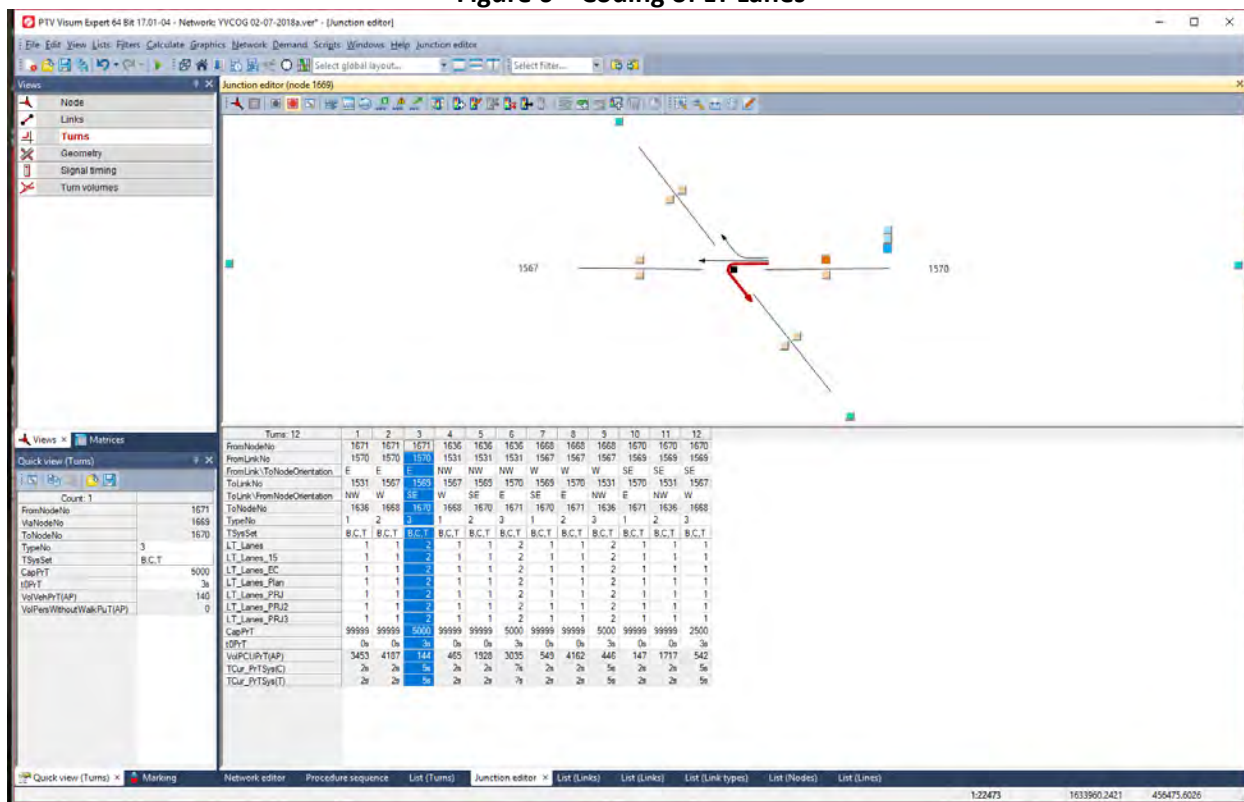 Figure 6 – Coding of LT Lanes
PTV Visum Expert 64 Bit 17.01-04 - Network: YVCOG 02-07-2018a.ver* - [Junction editor]
File Edit View Lists Filters Calculate Graphics Network Demand Scripts Windows Help Junction editor
Select global layout... Select filter...
Views
Node
Links
Turns
Geometry
Signal timing
Turn volumes
Junction editor (node 1669)
1567
1570
Views Matrices
Quick view (Turns)
Count: 1
FromNodeNo 1671
ViaNodeNo 1669
ToNodeNo 1670
TypeNo 3
TSysSet B,C,T
CapPrT 5000
t0PrT 3s
VolVehPrT(AP) 140
VolPersWithoutWalkPuT(AP) 0
Turns: 12 1 2 3 4 5 6 7 8 9 10 11 12
FromNodeNo 1671 1671 1671 1636 1636 1636 1668 1668 1668 1670 1670 1670
FromLinkNo 1570 1570 1570 1531 1531 1531 1567 1567 1567 1569 1569 1569
FromLink\ToNodeOrientation E E E NW NW NW W W W SE SE SE
ToLinkNo 1531 1567 1569 1567 1569 1570 1569 1570 1531 1570 1531 1567
ToLink\FromNodeOrientation NW W SE W SE E SE E NW E NW W
ToNodeNo 1636 1668 1670 1668 1670 1671 1670 1671 1636 1671 1636 1668
TypeNo 1 2 3 1 2 3 1 2 3 1 2 3
TSysSet B,C,T B,C,T B,C,T B,C,T B,C,T B,C,T B,C,T B,C,T B,C,T B,C,T B,C,T B,C,T
LT_Lanes 1 1 2 1 1 2 1 1 2 1 1 1
LT_Lanes_15 1 1 2 1 1 2 1 1 2 1 1 1
LT_Lanes_EC 1 1 2 1 1 2 1 1 2 1 1 1
LT_Lanes_Plan 1 1 2 1 1 2 1 1 2 1 1 1
LT_Lanes_PRJ 1 1 2 1 1 2 1 1 2 1 1 1
LT_Lanes_PRJ2 1 1 2 1 1 2 1 1 2 1 1 1
LT_Lanes_PRJ3 1 1 2 1 1 2 1 1 2 1 1 1
CapPrT 99999 99999 5000 99999 99999 5000 99999 99999 5000 99999 99999 2500
t0PrT 0s 0s 3s 0s 0s 3s 0s 0s 3s 0s 0s 3s
VolPCUPrT(AP) 3453 4187 144 465 1928 3035 549 4162 446 147 1717 542
TCur_PrTSys(C) 2s 2s 5s 2s 2s 7s 2s 2s 5s 2s 2s 5s
TCur_PrTSys(T) 2s 2s 5s 2s 2s 7s 2s 2s 5s 2s 2s 5s
Quick view (Turns) Marking Network editor Procedure sequence List (Turns) Junction editor List (Links) List (Links) List (Link types) List (Nodes) List (Lines)
1:22473 1633960.2421 456475.6026